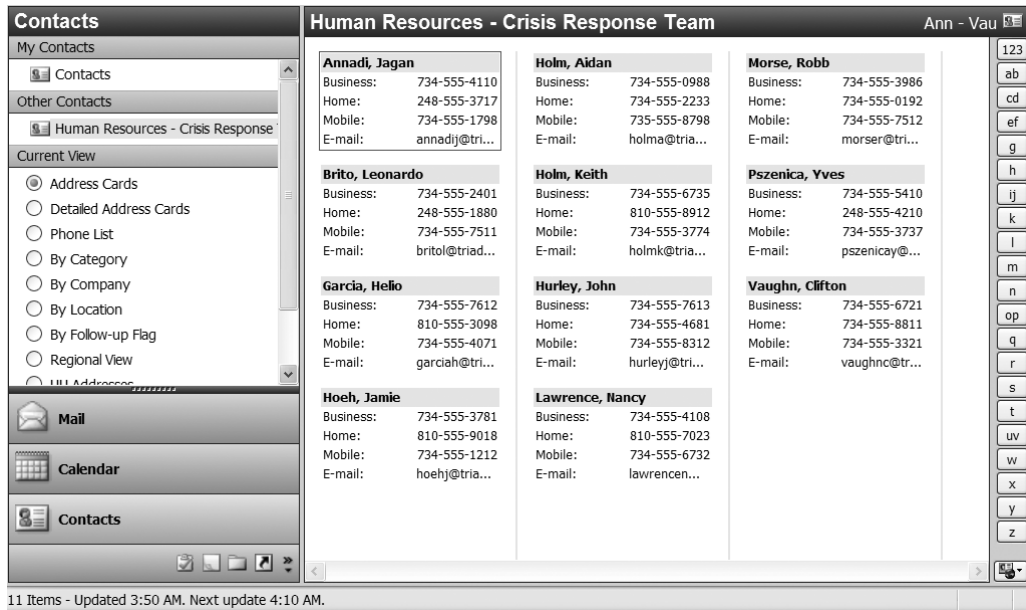 Contacts
My Contacts
Contacts
Other Contacts
Human Resources - Crisis Response
Current View
Address Cards
Detailed Address Cards
Phone List
By Category
By Company
By Location
By Follow-up Flag
Regional View
Mail
Calendar
Contacts
11 Items - Updated 3:50 AM. Next update 4:10 AM.
Human Resources - Crisis Response Team
Ann - Vau
Annadi, Jagan
Business: 734-555-4110
Home: 248-555-3717
Mobile: 734-555-1798
E-mail: annadij@tri...
Brito, Leonardo
Business: 734-555-2401
Home: 248-555-1880
Mobile: 734-555-7511
E-mail: britol@triad...
Garcia, Helio
Business: 734-555-7612
Home: 810-555-3098
Mobile: 734-555-4071
E-mail: garciah@tri...
Hoeh, Jamie
Business: 734-555-3781
Home: 810-555-9018
Mobile: 734-555-1212
E-mail: hoehj@tria...
Holm, Aidan
Business: 734-555-0988
Home: 734-555-2233
Mobile: 735-555-8798
E-mail: holma@tria...
Holm, Keith
Business: 734-555-6735
Home: 810-555-8912
Mobile: 734-555-3774
E-mail: holmk@tria...
Hurley, John
Business: 734-555-7613
Home: 734-555-4681
Mobile: 734-555-8312
E-mail: hurleyj@tri...
Lawrence, Nancy
Business: 734-555-4108
Home: 810-555-7023
Mobile: 734-555-6732
E-mail: lawrencen...
Morse, Robb
Business: 734-555-3986
Home: 734-555-0192
Mobile: 734-555-7512
E-mail: morser@tri...
Pszenica, Yves
Business: 734-555-5410
Home: 248-555-4210
Mobile: 734-555-3737
E-mail: pszenicay@...
Vaughn, Clifton
Business: 734-555-6721
Home: 734-555-8811
Mobile: 734-555-3321
E-mail: vaughnc@tr...
123
ab
cd
ef
g
h
ij
k
l
m
n
op
q
r
s
t
uv
w
x
y
z